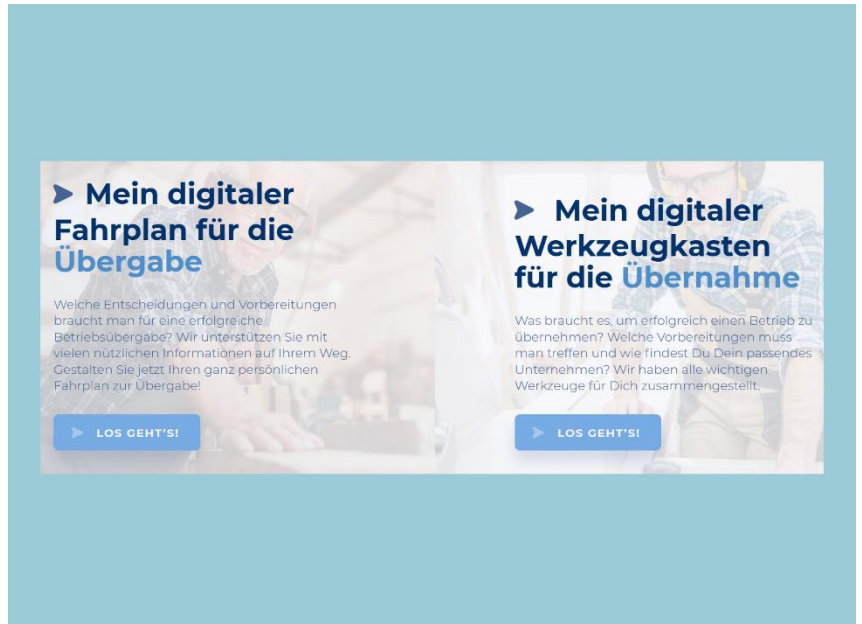 Mein digitaler
Fahrplan für die
Übergabe
Welche Entscheidungen und Vorbereitungen
braucht man für eine erfolgreiche
Betriebsübergabe? Wir unterstützen Sie mit
vielen nützlichen Informationen auf Ihrem Weg.
Gestalten Sie jetzt Ihren ganz persönlichen
Fahrplan zur Übergabe!
LOS GEHT'S!
Mein digitaler
Werkzeugkasten
für die Übernahme
Was braucht es, um erfolgreich einen Betrieb zu
übernehmen? Welche Vorbereitungen muss
man treffen und wie findest Du Dein passendes
Unternehmen? Wir haben alle wichtigen
Werkzeuge für Dich zusammengestellt.
LOS GEHT'S!